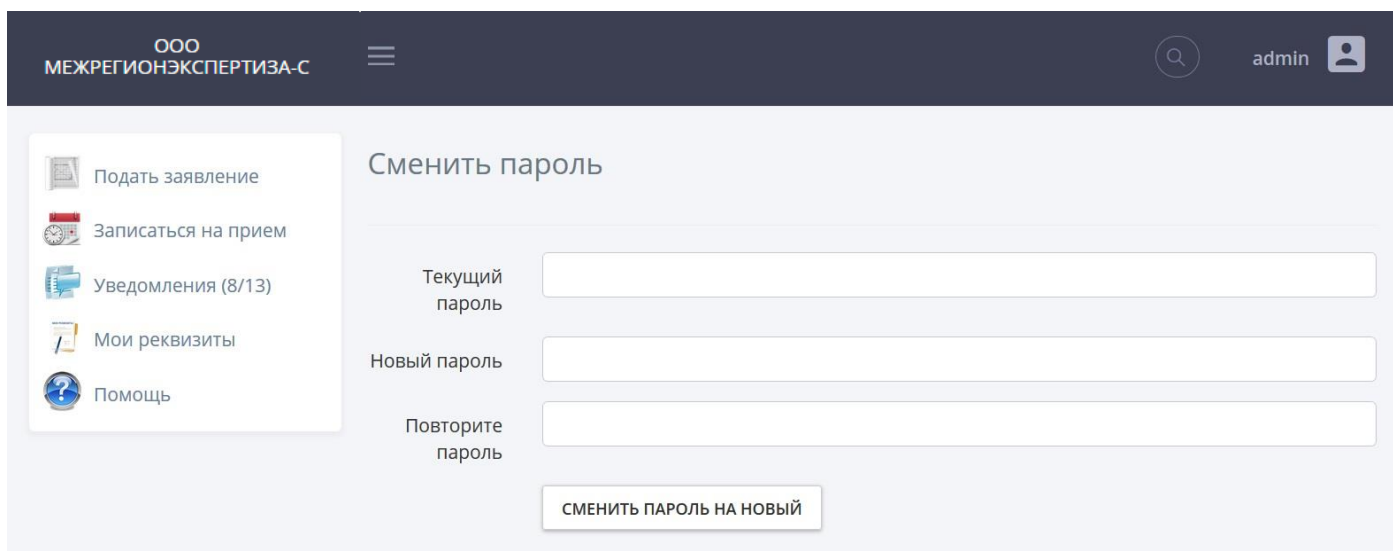 ООО
МЕЖРЕГИОНЭКСПЕРТИЗА-С
admin
Подать заявление
Записаться на прием
Уведомления (8/13)
Мои реквизиты
Помощь
Сменить пароль
Текущий
пароль
Новый пароль
Повторите
пароль
СМЕНИТЬ ПАРОЛЬ НА НОВЫЙ